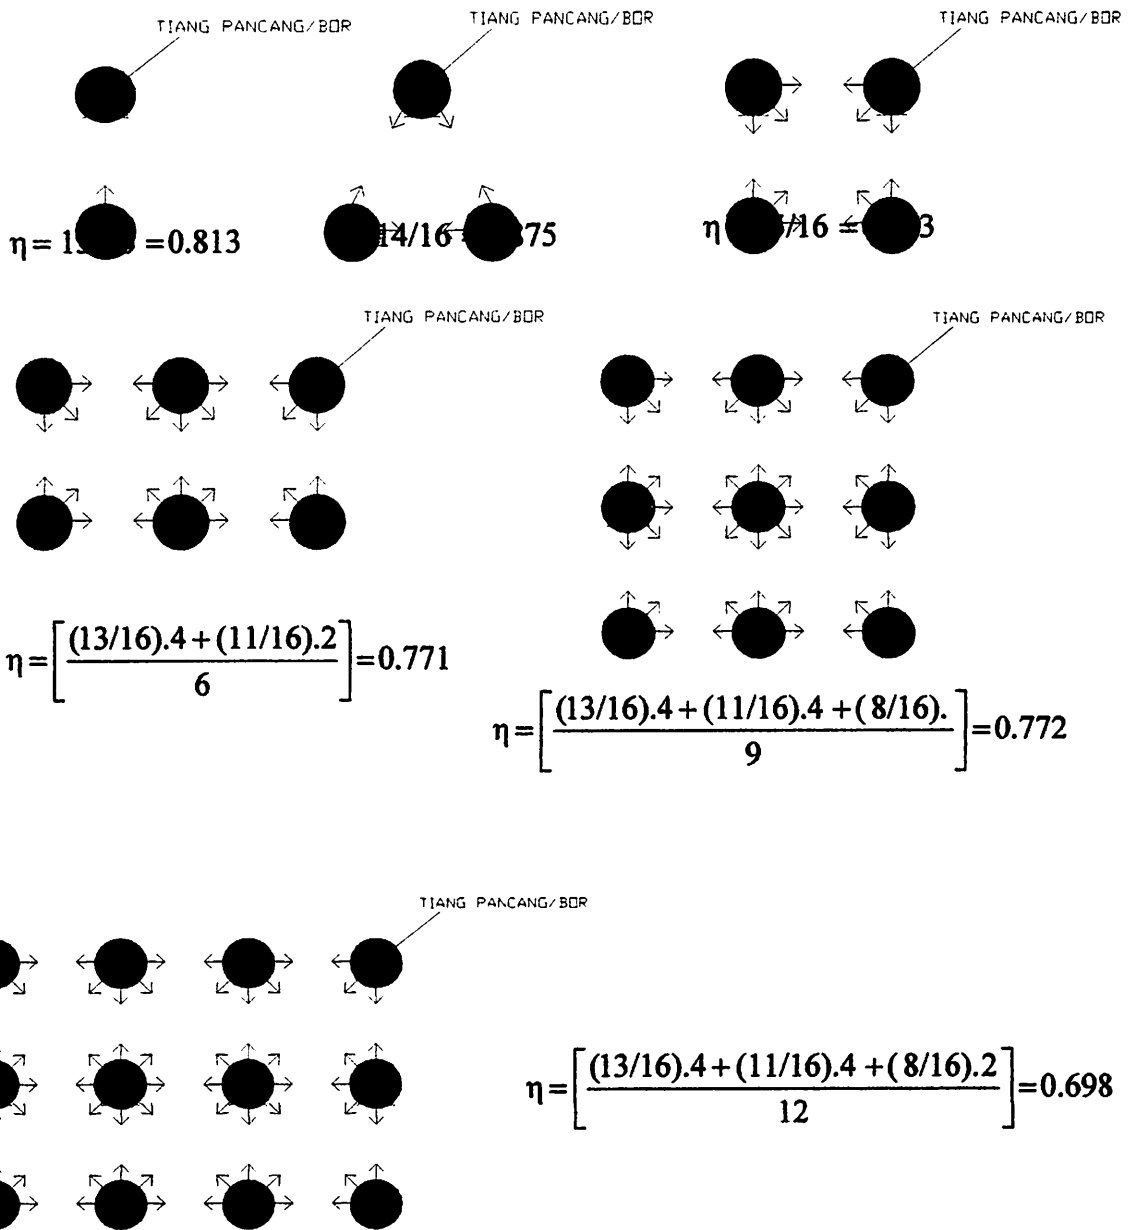 TIANG PANCANG/BOR
TIANG PANCANG/BOR
TIANG PANCANG/BOR
η = 1 = 0.813
14/16 75
η /16 = 3
TIANG PANCANG/BOR
TIANG PANCANG/BOR
η = [ (13/16).4 + (11/16).2 / 6 ] = 0.771
η = [ (13/16).4 + (11/16).4 + (8/16). / 9 ] = 0.772
TIANG PANCANG/BOR
η = [ (13/16).4 + (11/16).4 + (8/16).2 / 12 ] = 0.698